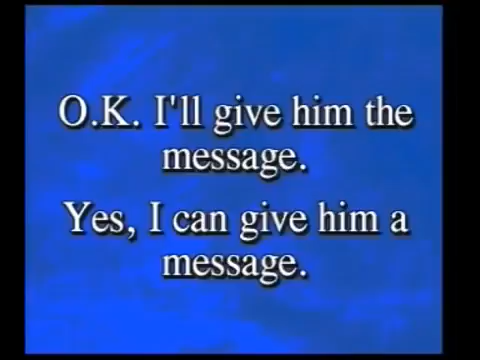 O.K. I'll give him the
message.
Yes, I can give him a
message.